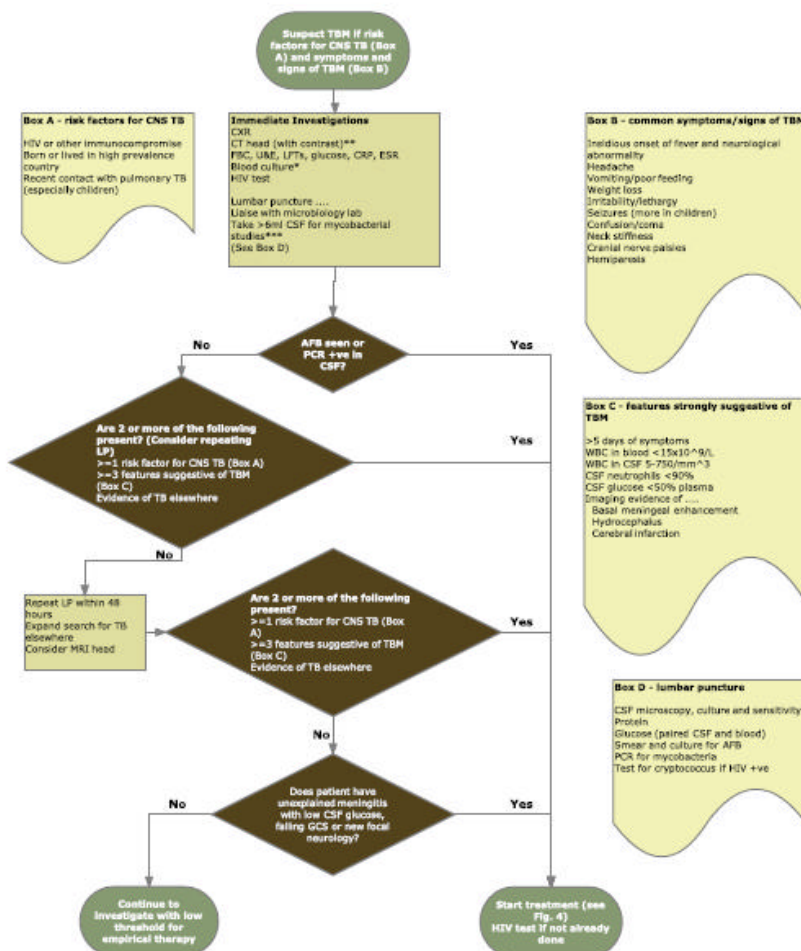 Suspect TBM if risk
factors for CNS TB (Box
A) and symptoms and
signs of TBM (Box B)
Box A - risk factors for CNS TB
HIV or other immunocompromise
Born or lived in high prevalence
country
Recent contact with pulmonary TB
(especially children)
Immediate Investigations
CXR
CT head (with contrast)**
FBC, U&E, LFTs, glucose, CRP, ESR
Blood culture*
HIV test
Lumbar puncture ....
Liaise with microbiology lab
Take >6ml CSF for mycobacterial
studies***
(See Box D)
Box B - common symptoms/signs of TBM
Insidious onset of fever and neurological
abnormality
Headache
Vomiting/poor feeding
Weight loss
Irritability/lethargy
Seizures (more in children)
Confusion/coma
Neck stiffness
Cranial nerve palsies
Hemiparesis
No
AFB seen or
PCR +ve in
CSF?
Yes
Are 2 or more of the following
present? (Consider repeating
LP)
>=1 risk factor for CNS TB (Box A)
>=3 features suggestive of TBM
(Box C)
Evidence of TB elsewhere
Yes
No
Box C - features strongly suggestive of
TBM
>5 days of symptoms
WBC in blood <15x10^9/L
WBC in CSF 5-750/mm^3
CSF neutrophils <90%
CSF glucose <50% plasma
Imaging evidence of ....
Basal meningeal enhancement
Hydrocephalus
Cerebral infarction
Repeat LP within 48
hours
Expand search for TB
elsewhere
Consider MRI head
Are 2 or more of the following
present?
>=1 risk factor for CNS TB (Box
A)
>=3 features suggestive of TBM
(Box C)
Evidence of TB elsewhere
Yes
No
Box D - lumbar puncture
CSF microscopy, culture and sensitivity
Protein
Glucose (paired CSF and blood)
Smear and culture for AFB
PCR for mycobacteria
Test for cryptococcus if HIV +ve
No
Does patient have
unexplained meningitis
with low CSF glucose,
falling GCS or new focal
neurology?
Yes
Continue to
investigate with low
threshold for
empirical therapy
Start treatment (see
Fig. 4)
HIV test if not already
done